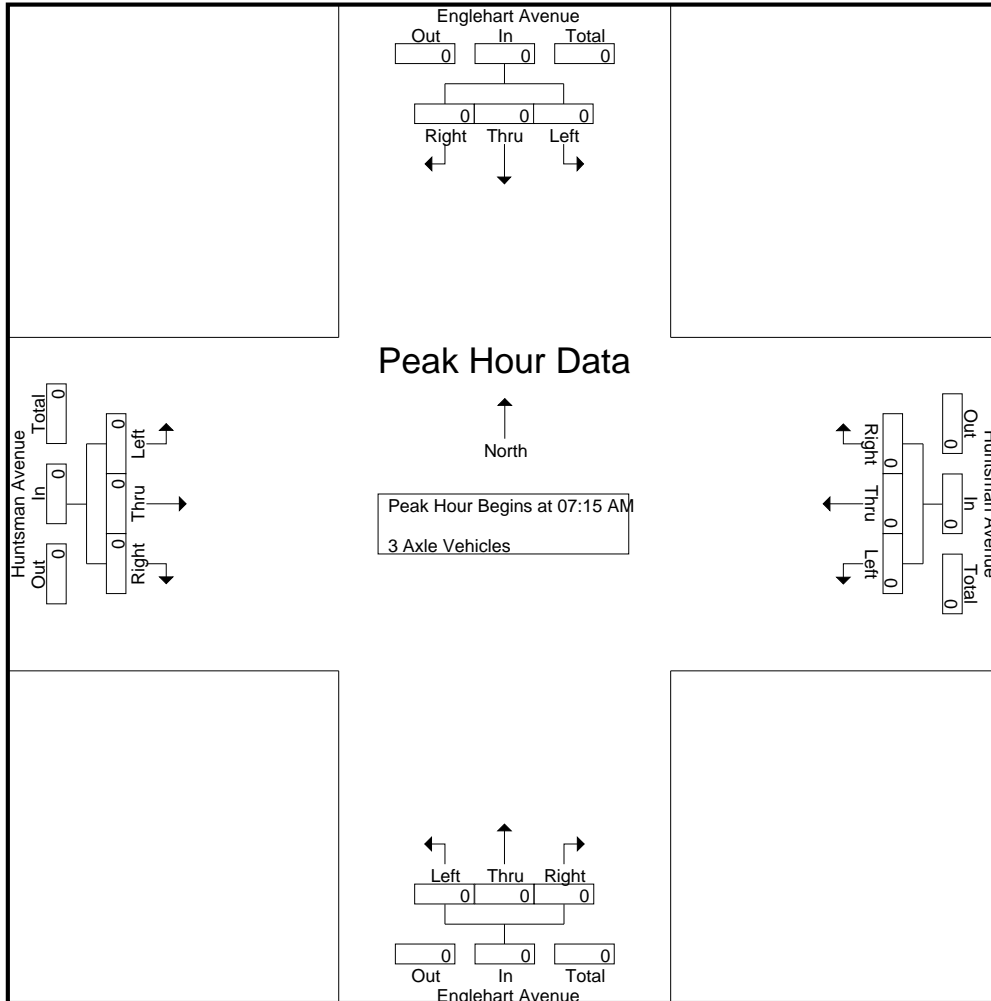 Englehart Avenue
Out In Total
0 0 0
0 0 0
Right Thru Left
Peak Hour Data
North
Peak Hour Begins at 07:15 AM
3 Axle Vehicles
Huntsman Avenue
Total In Out
0 0 0
0 0 0
Left Thru Right
Huntsman Avenue
Out In Total
0 0 0
0 0 0
Right Thru Left
Left Thru Right
0 0 0
0 0 0
Out In Total
Englehart Avenue